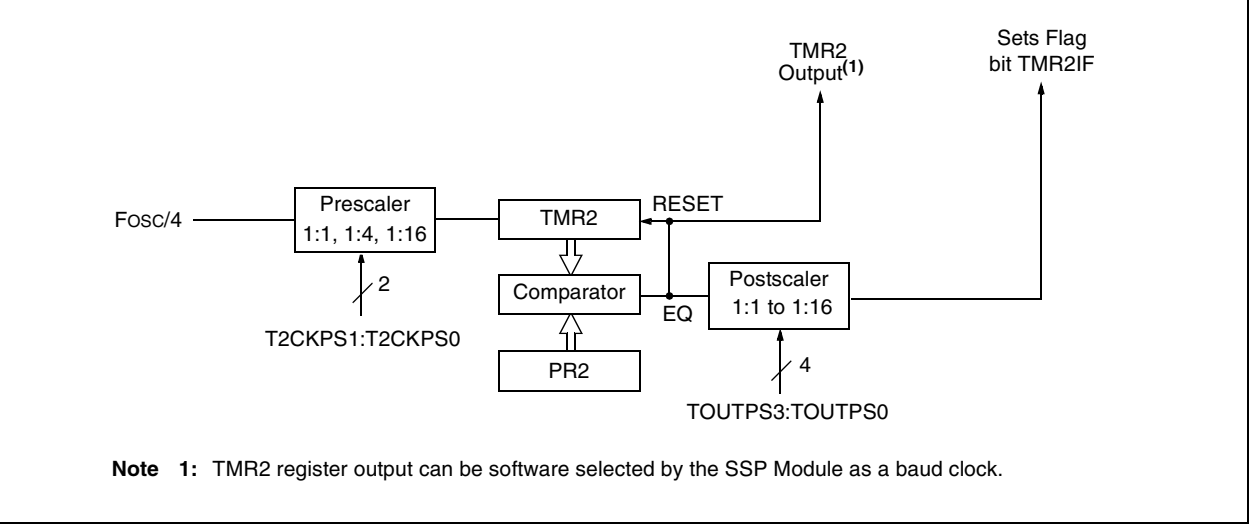 TMR2
Output(1)
Sets Flag
bit TMR2IF
FOSC/4
Prescaler
1:1, 1:4, 1:16
2
T2CKPS1:T2CKPS0
TMR2
RESET
Comparator
EQ
PR2
Postscaler
1:1 to 1:16
4
TOUTPS3:TOUTPS0
Note 1: TMR2 register output can be software selected by the SSP Module as a baud clock.